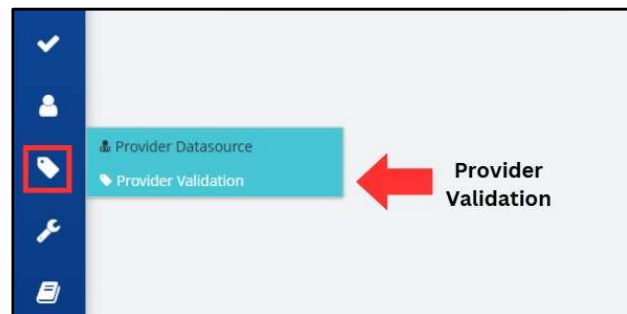 Provider Datasource
Provider Validation
Provider
Validation